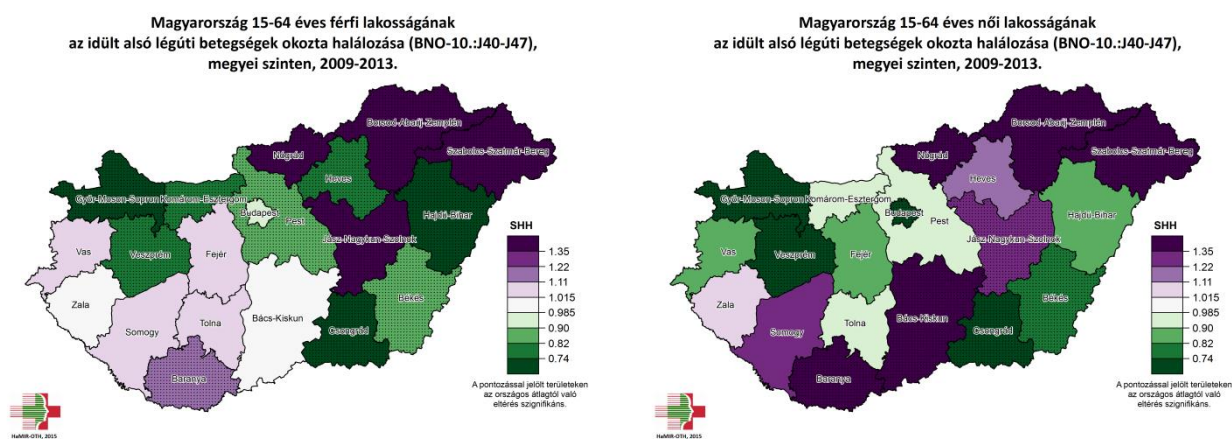 Magyarország 15-64 éves férfi lakosságának
az idült alsó légúti betegségek okozta halálozása (BNO-10.:J40-J47),
megyei szinten, 2009-2013.
Borsod-Abaúj-Zemplén
Szabolcs-Szatmár-Bereg
Nógrád
Heves
Győr-Moson-Sopron
Komárom-Esztergom
Budapest
Pest
Hajdú-Bihar
Jász-Nagykun-Szolnok
Vas
Veszprém
Fejér
Békés
Zala
Somogy
Tolna
Bács-Kiskun
Csongrád
Baranya
SHH
1.35
1.22
1.11
1.015
0.985
0.90
0.82
0.74
A pontozással jelölt területeken
az országos átlagtól való
eltérés szignifikáns.
HaMIR-OTH, 2015
Magyarország 15-64 éves női lakosságának
az idült alsó légúti betegségek okozta halálozása (BNO-10.:J40-J47),
megyei szinten, 2009-2013.
Borsod-Abaúj-Zemplén
Szabolcs-Szatmár-Bereg
Nógrád
Heves
Győr-Moson-Sopron
Komárom-Esztergom
Budapest
Pest
Hajdú-Bihar
Jász-Nagykun-Szolnok
Vas
Veszprém
Fejér
Békés
Zala
Somogy
Tolna
Bács-Kiskun
Csongrád
Baranya
SHH
1.35
1.22
1.11
1.015
0.985
0.90
0.82
0.74
A pontozással jelölt területeken
az országos átlagtól való
eltérés szignifikáns.
HaMIR-OTH, 2015